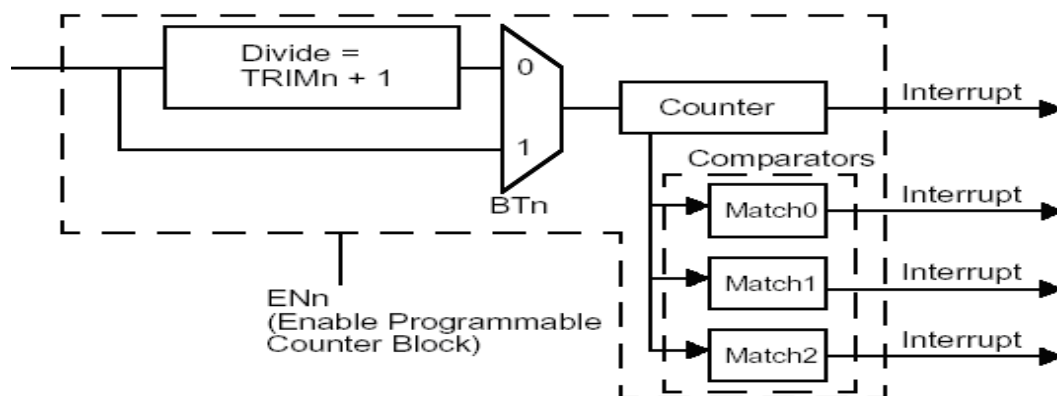 Divide =
TRIMn + 1
0
1
BTn
Counter
Interrupt
Comparators
Match0
Interrupt
Match1
Interrupt
Match2
Interrupt
ENn
(Enable Programmable
Counter Block)